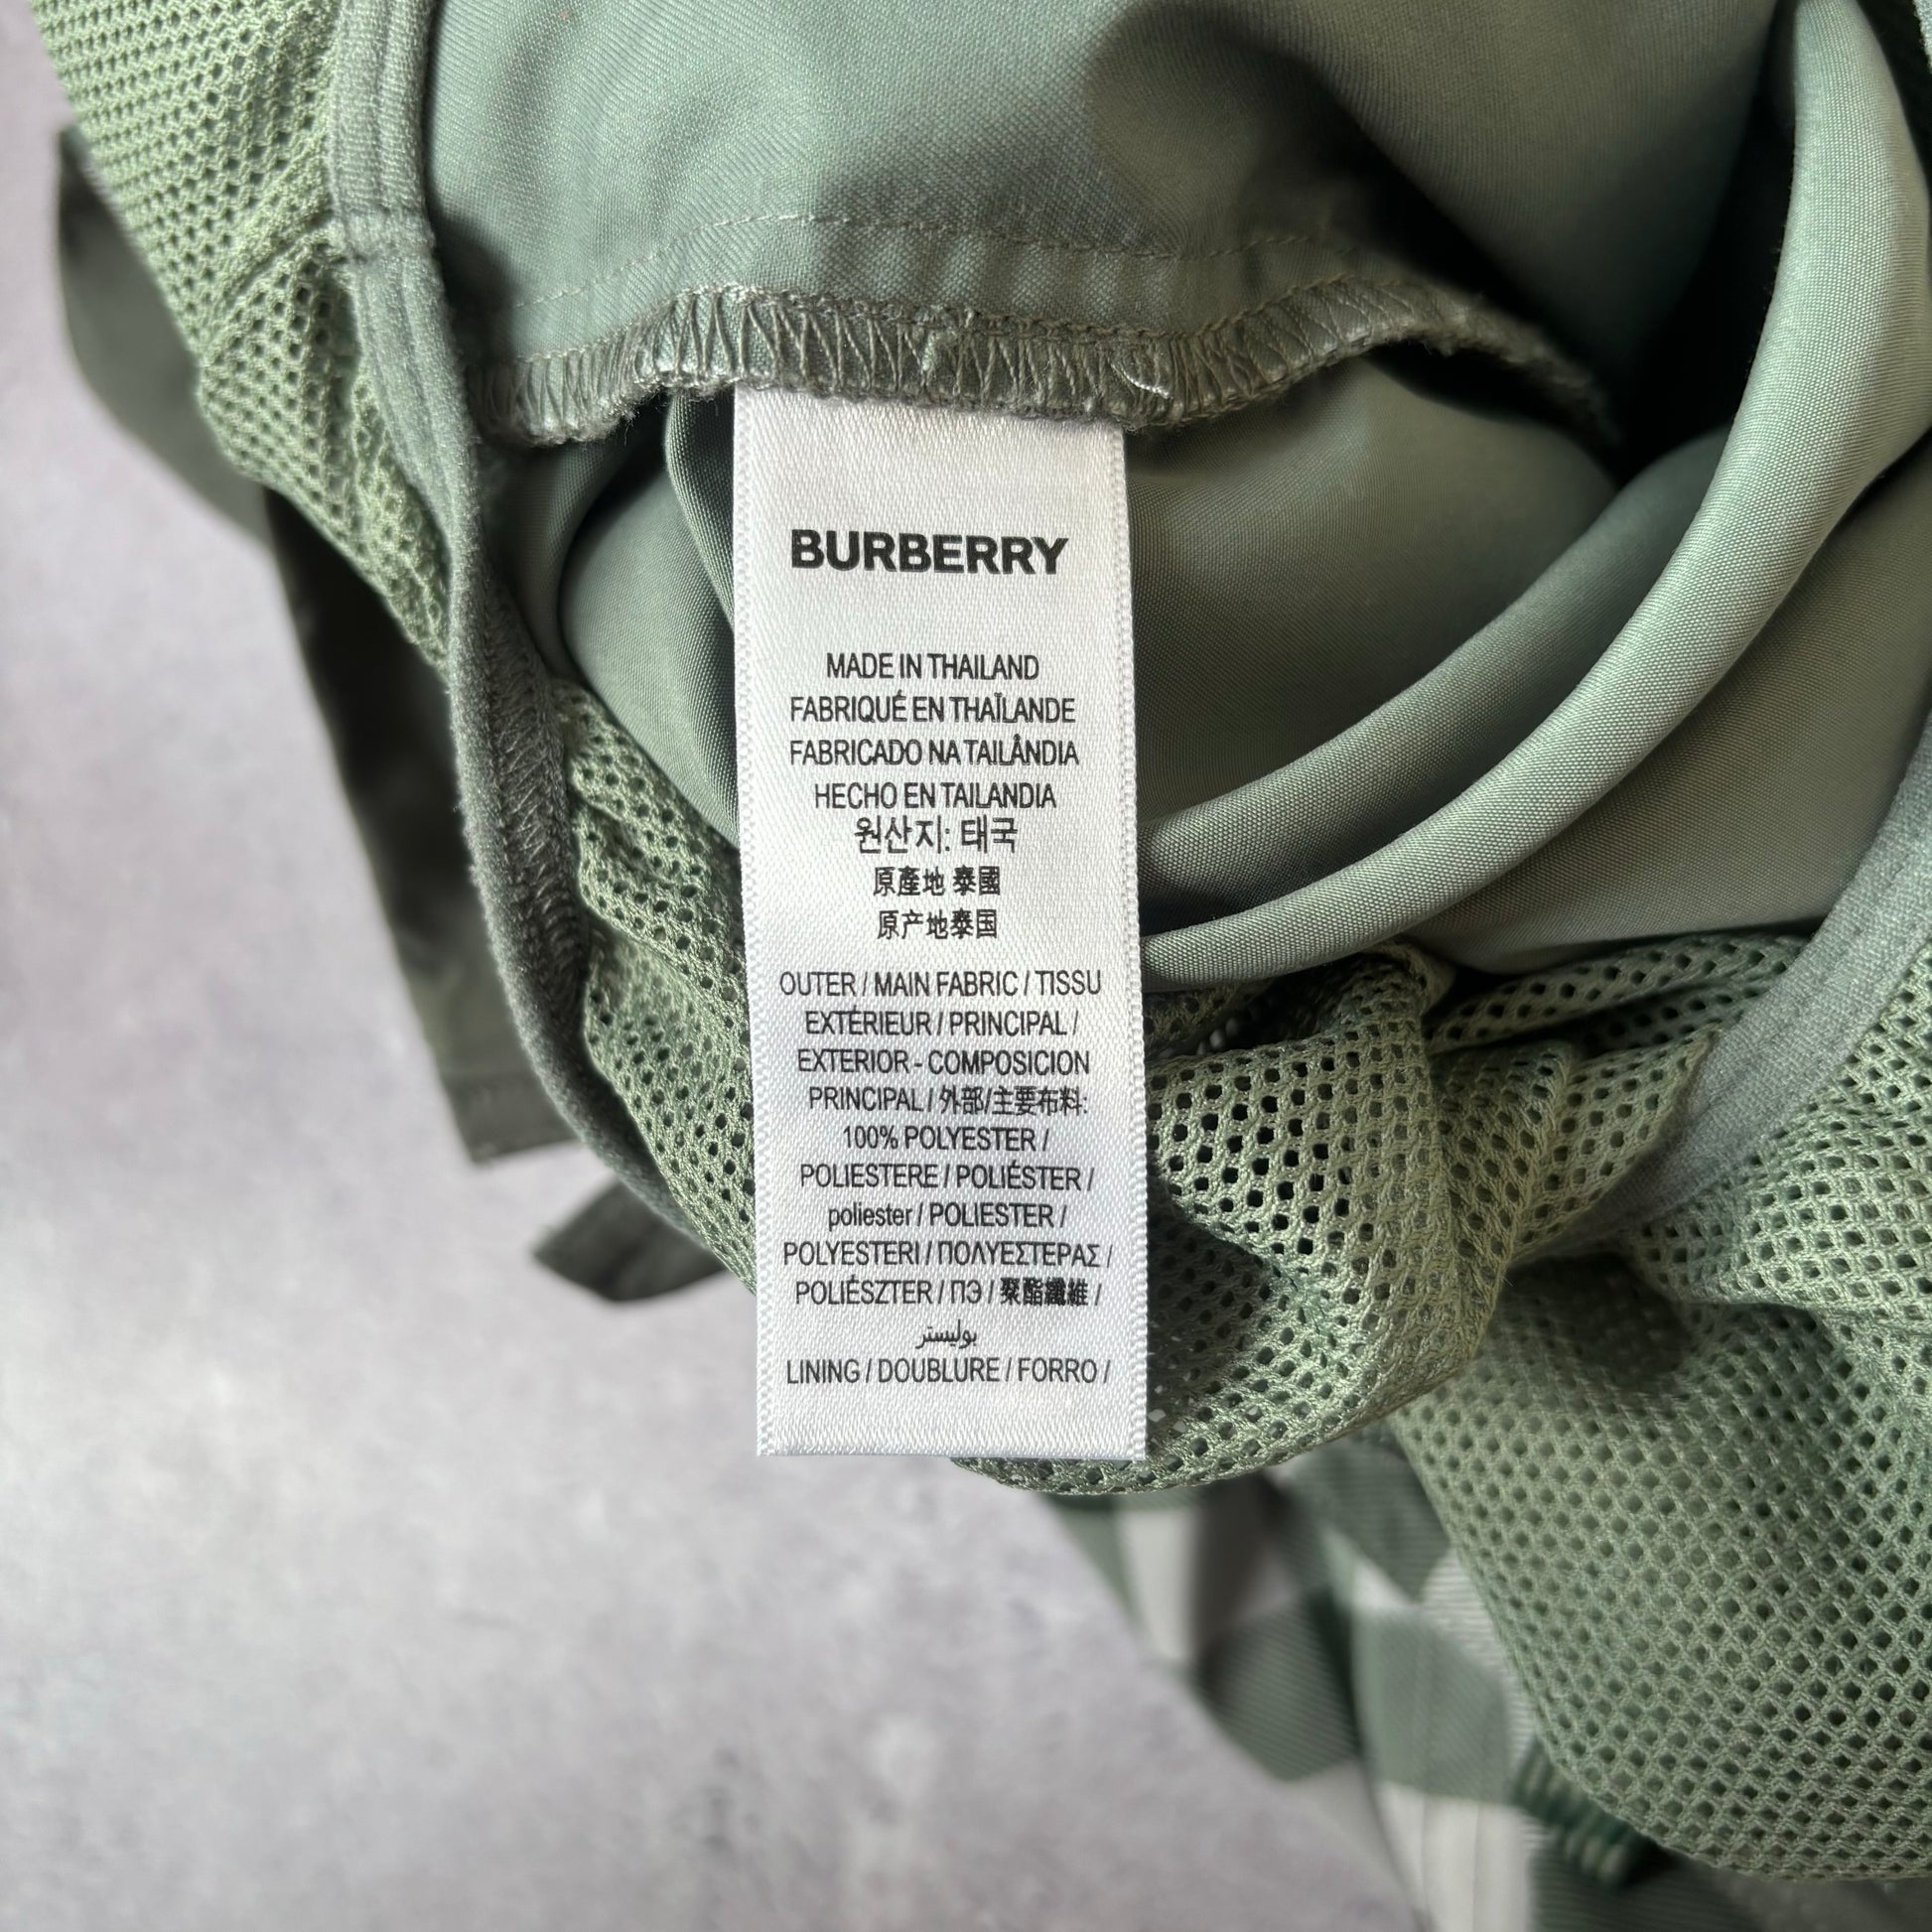 BURBERRY
MADE IN THAILAND
FABRIQUÉ EN THAÏLANDE
FABRICADO NA TAILÂNDIA
HECHO EN TAILANDIA
원산지: 태국
原產地 泰國
原产地泰国
OUTER / MAIN FABRIC / TISSU
EXTÉRIEUR / PRINCIPAL /
EXTERIOR - COMPOSICION
PRINCIPAL / 外部/主要布料:
100% POLYESTER /
POLIESTERE / POLIÉSTER /
poliester / POLIESTER /
POLYESTERI / ΠΟΛΥΕΣΤΕΡΑΣ /
POLIÉSZTER / ПЭ / 聚酯纖維 /
بوليستر
LINING / DOUBLURE / FORRO /